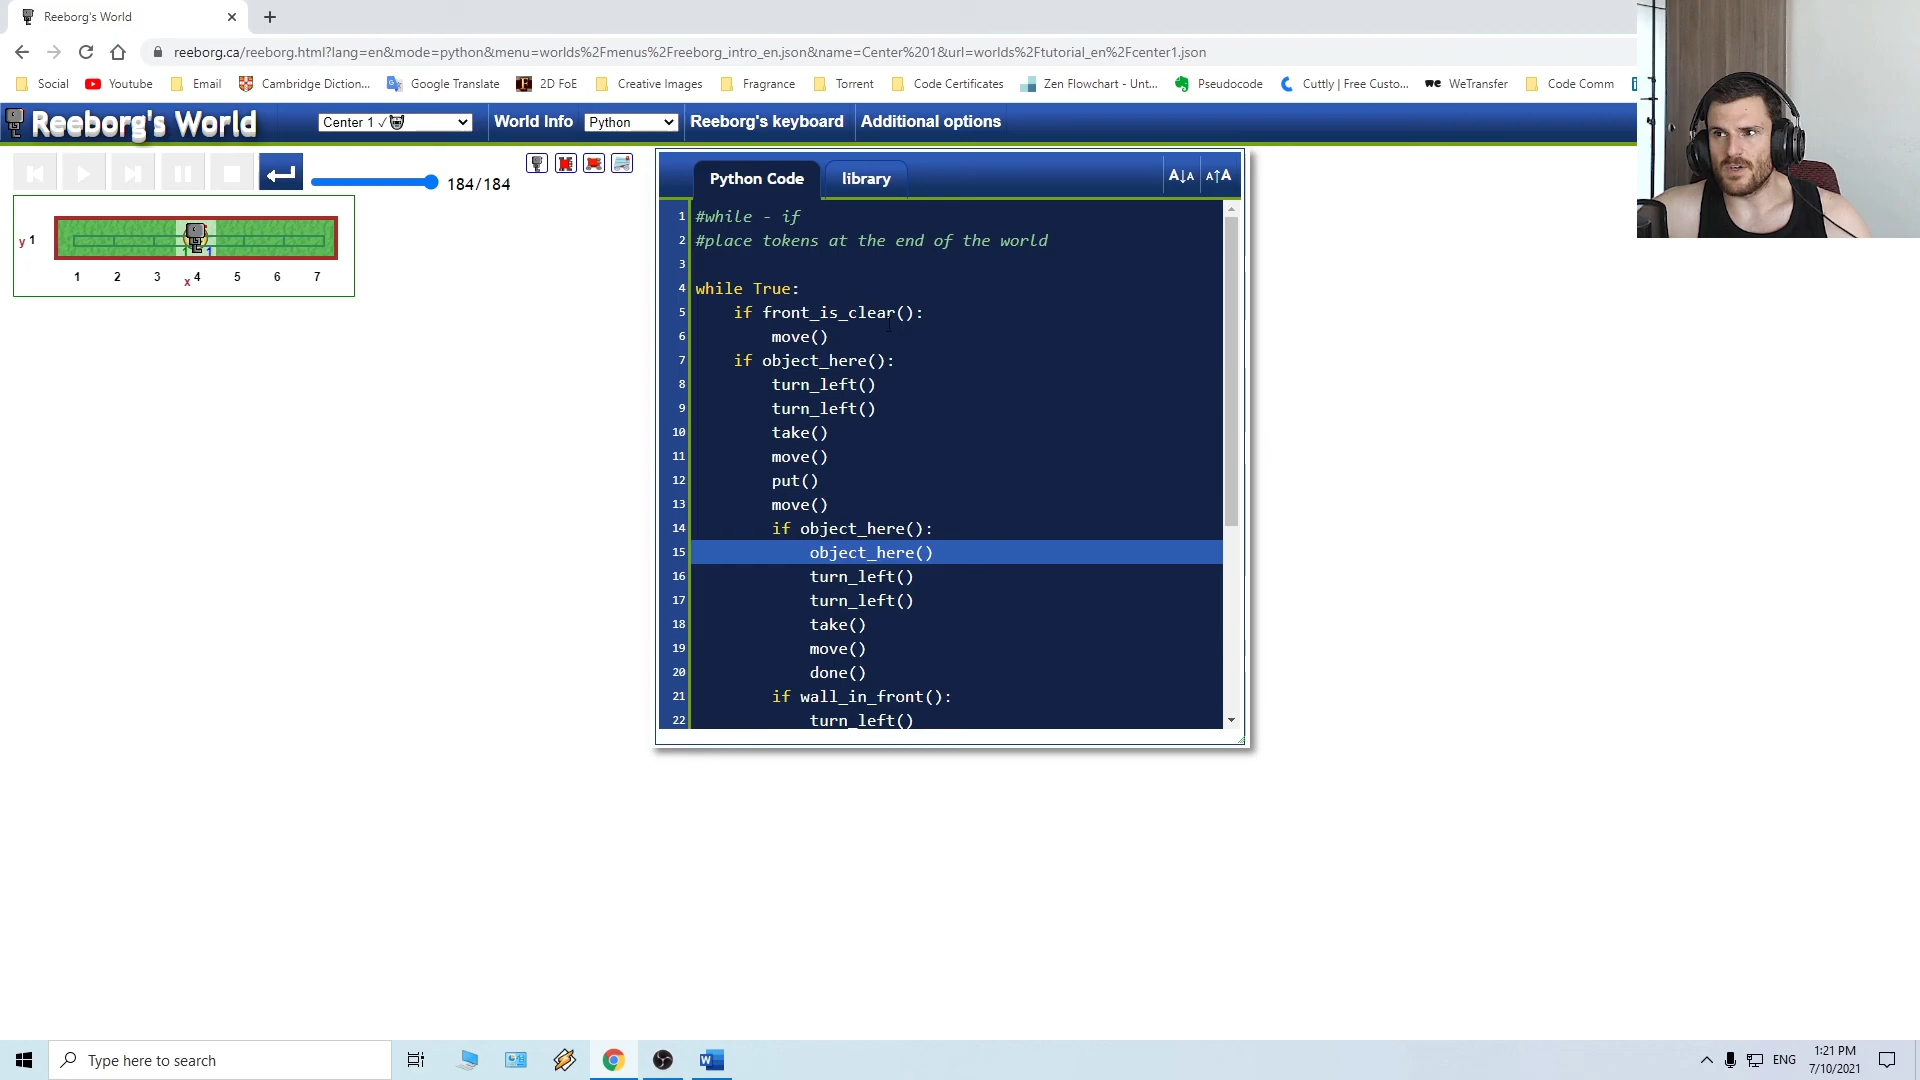 Reeborg's World
reeborg.ca/reeborg.html?lang=en&mode=python&menu=worlds%2Fmenus%2Freeborg_intro_en.json&name=Center%201&url=worlds%2Ftutorial_en%2Fcenter1.json
Social Youtube Email Cambridge Diction... Google Translate 2D FoE Creative Images Fragrance Torrent Code Certificates Zen Flowchart - Unt... Pseudocode Cuttly | Free Custo... WeTransfer Code Comm
Reeborg's World Center 1 ✓ World Info Python Reeborg's keyboard Additional options
184/184
y 1
1 2 3 x 4 5 6 7
1 1
Python Code library A↓A A↑A
1 #while - if
2 #place tokens at the end of the world
3
4 while True:
5 if front_is_clear():
6 move()
7 if object_here():
8 turn_left()
9 turn_left()
10 take()
11 move()
12 put()
13 move()
14 if object_here():
15 object_here()
16 turn_left()
17 turn_left()
18 take()
19 move()
20 done()
21 if wall_in_front():
22 turn_left()
Type here to search
ENG
1:21 PM
7/10/2021